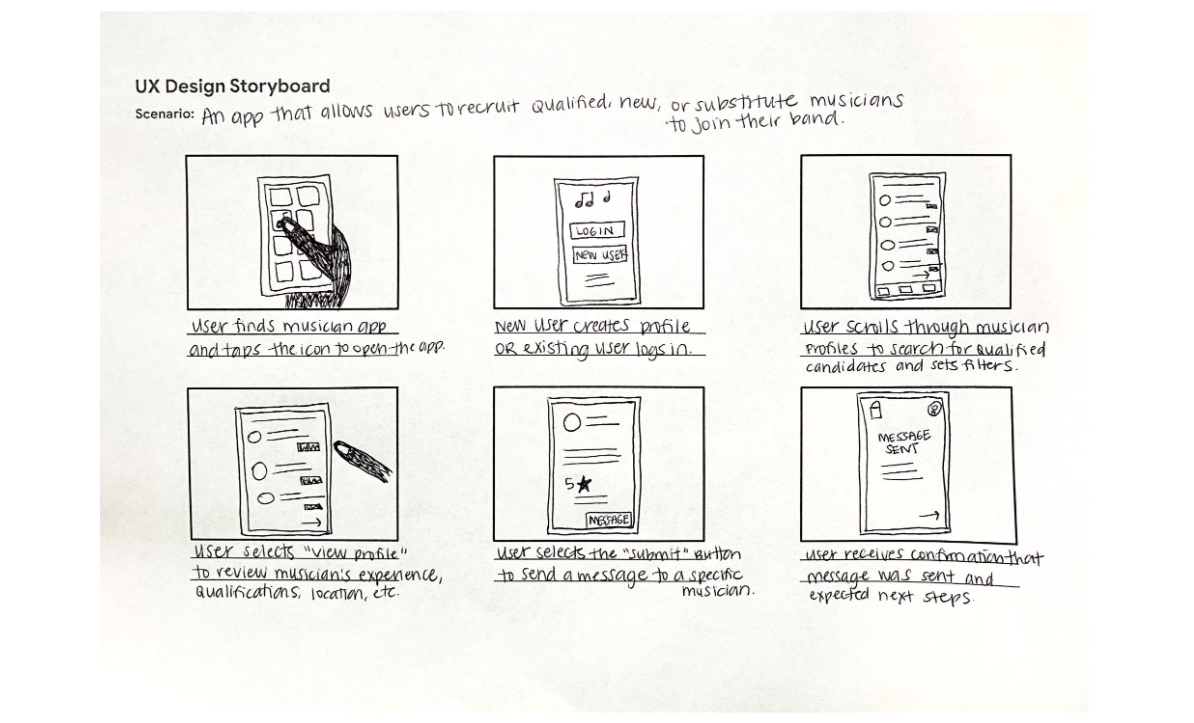 UX Design Storyboard
Scenario: An app that allows users to recruit qualified, new, or substitute musicians
to join their band.
LOGIN
NEW USER
User finds musician app
and taps the icon to open the app.
New User creates profile
OR existing user logs in.
User scrolls through musician
profiles to search for qualified
candidates and sets filters.
5★
MESSAGE
MESSAGE
SENT
User selects "view profile"
to review musician's experience,
qualifications, location, etc.
User selects the "submit" button
to send a message to a specific
musician.
User receives confirmation that
message was sent and
expected next steps.